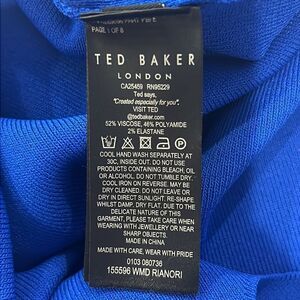 PAGE 1 OF 8
TED BAKER
LONDON
CA25459 RN95229
Ted says,
"Created especially for you".
VISIT TED
@tedbaker.com
52% VISCOSE, 46% POLYAMIDE
2% ELASTANE
COOL HAND WASH SEPARATELY AT
30C, INSIDE OUT. DO NOT USE
PRODUCTS CONTAINING BLEACH, OIL
OR ALCOHOL. DO NOT TUMBLE DRY.
COOL IRON ON REVERSE. MAY BE
DRY CLEANED. DO NOT DRY
IN DIRECT SUNLIGHT. RE-SHAPE
WHILST DAMP. DRY FLAT. DUE TO THE
DELICATE NATURE OF THIS
GARMENT, PLEASE TAKE CARE WHEN
WEARING WITH JEWELLERY OR NEAR
SHARP OBJECTS.
MADE IN CHINA
MADE WITH CARE, WEAR WITH PRIDE
0103 080736
155596 WMD RIANORI